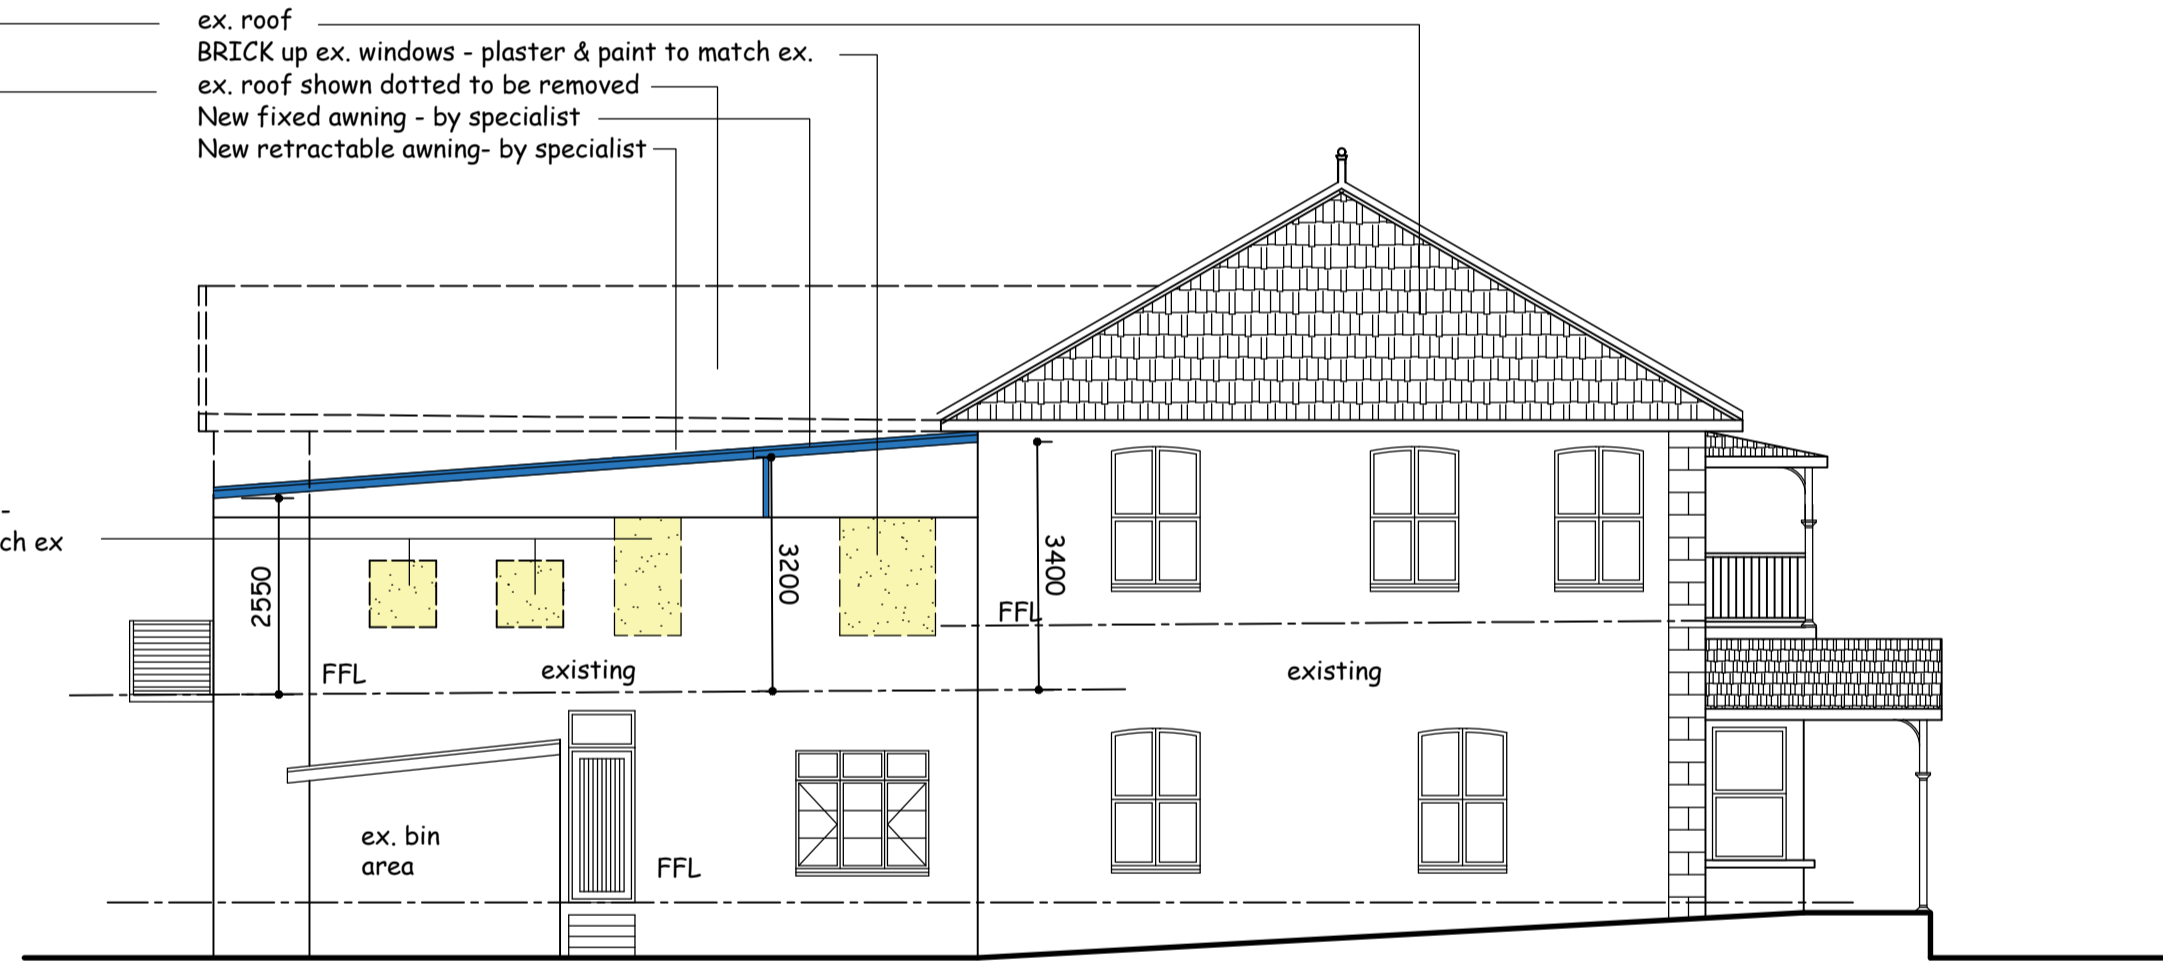 ex. roof
BRICK up ex. windows - plaster & paint to match ex.
ex. roof shown dotted to be removed
New fixed awning - by specialist
New retractable awning- by specialist
-
ch ex
2550
3200
3400
FFL
FFL
existing
existing
ex. bin
area
FFL